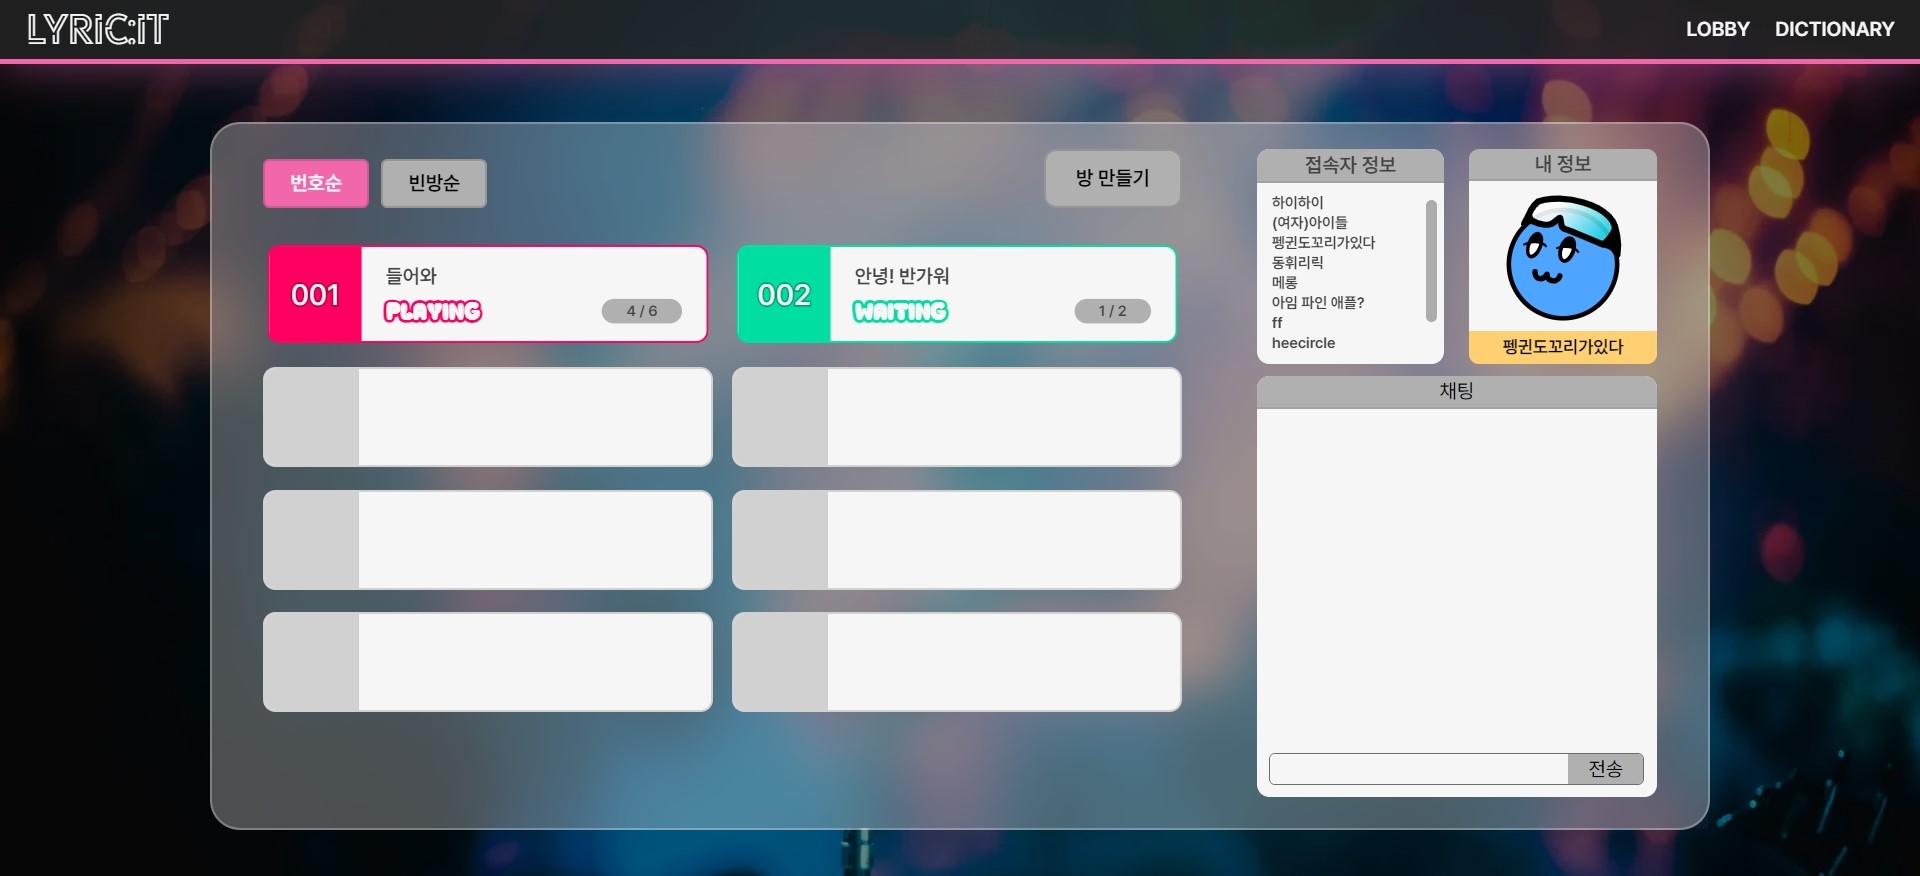 LYRiC:iT
LOBBY DICTIONARY
번호순 빈방순
방 만들기
001
들어와
PLAYING
4 / 6
002
안녕! 반가워
WAITING
1 / 2
접속자 정보
하이하이
(여자)아이들
펭귄도꼬리가있다
동휘리릭
메롱
아임 파인 애플?
ff
heecircle
내 정보
펭귄도꼬리가있다
채팅
전송